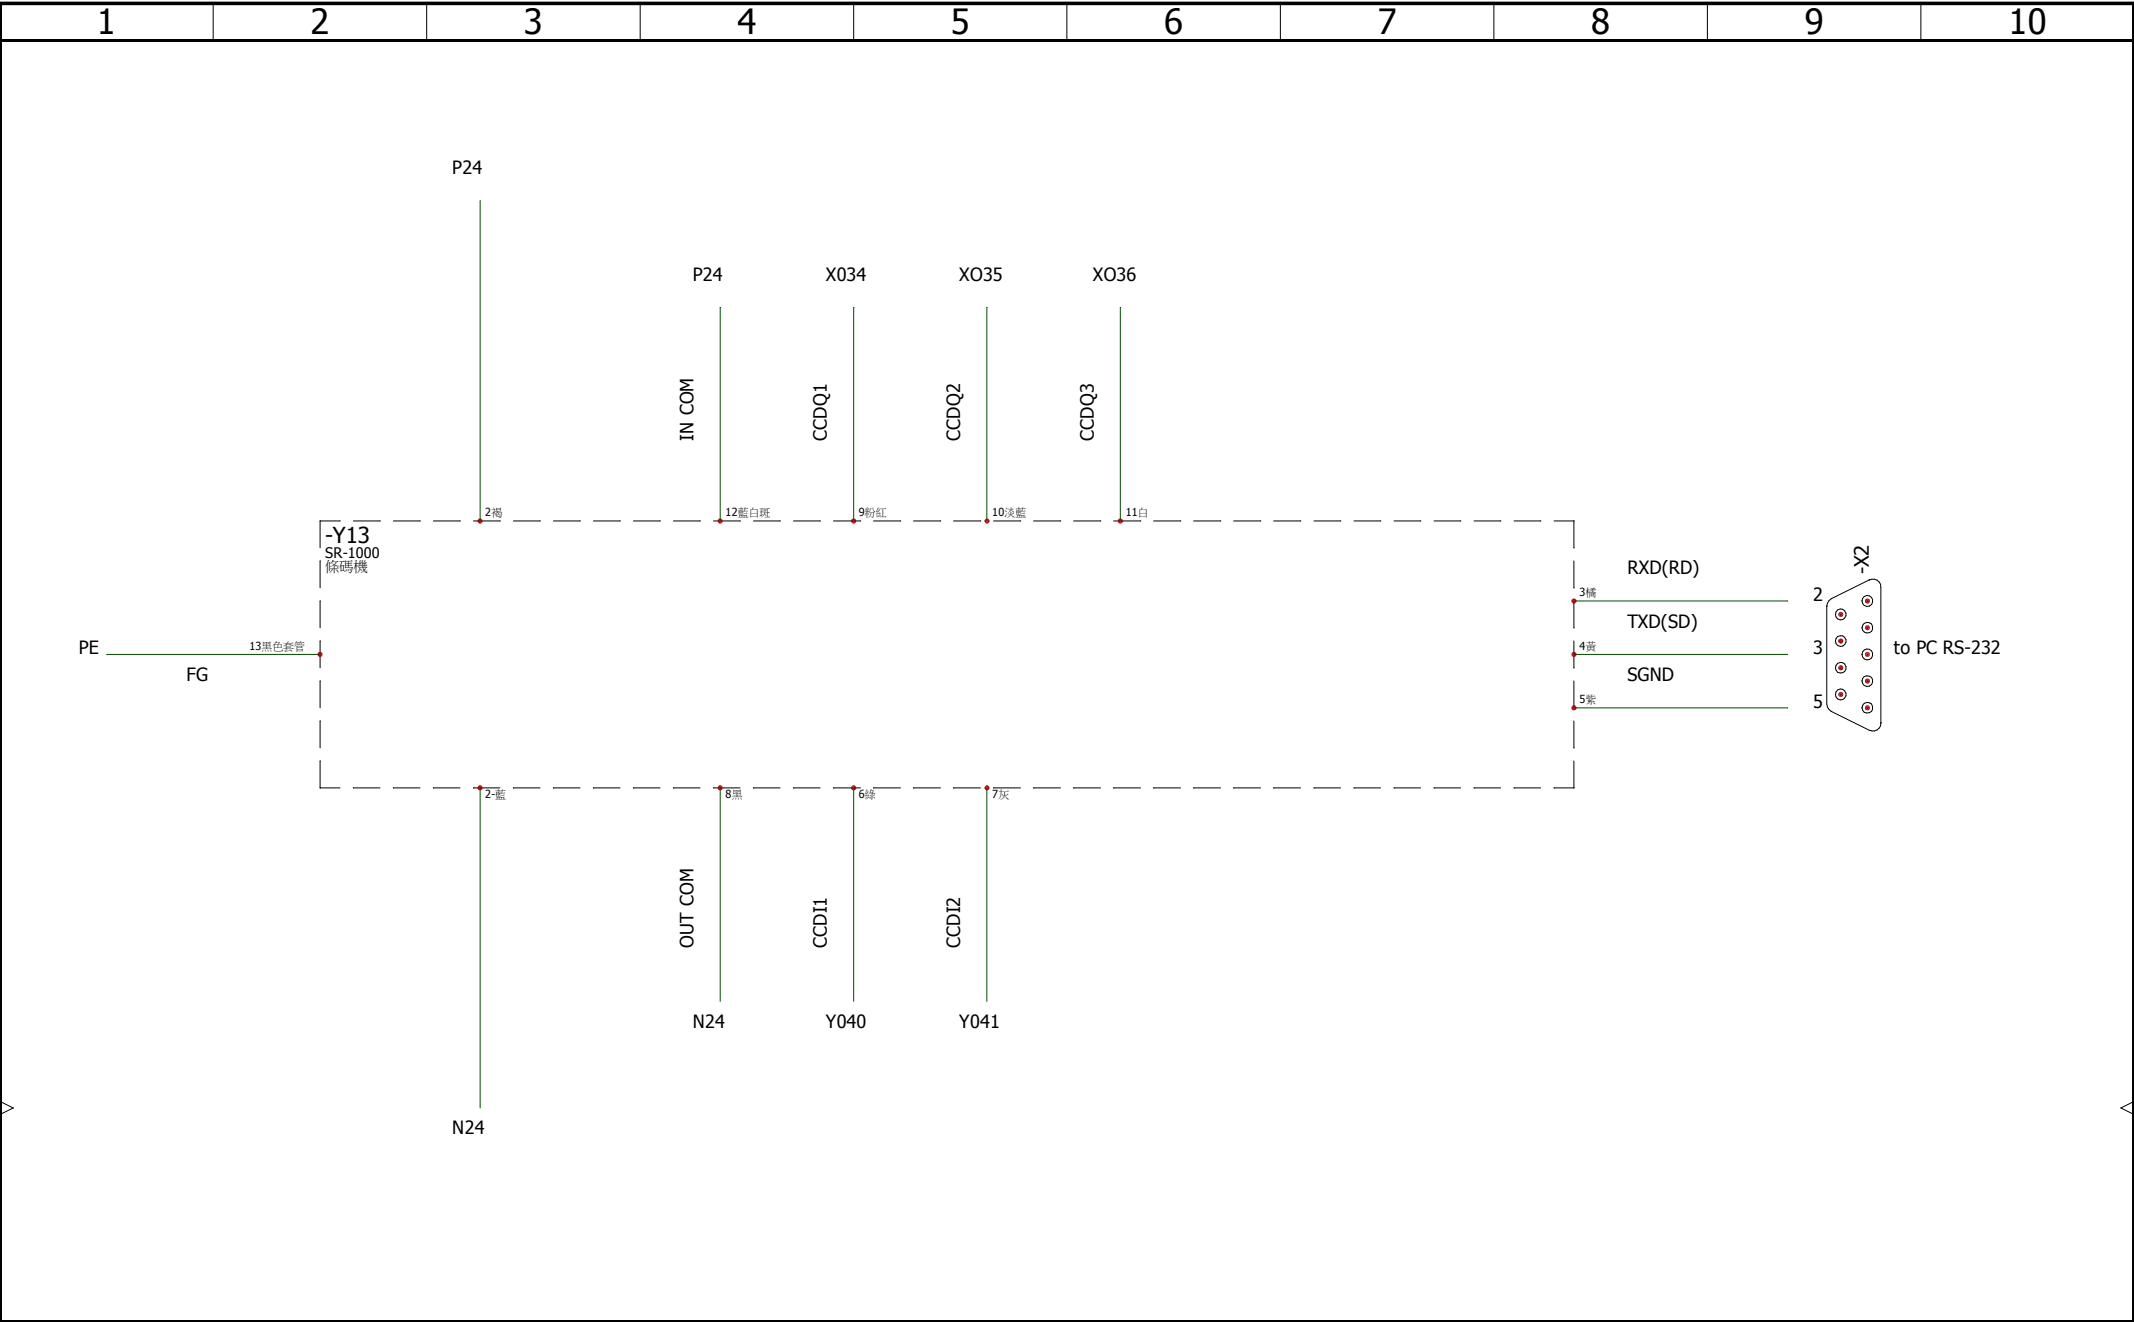 1 2 3 4 5 6 7 8 9 10
P24
P24 X034 XO35 XO36
IN COM
CCDQ1
CCDQ2
CCDQ3
2褐 12藍白斑 9粉紅 10淡藍 11白
-Y13
SR-1000
條碼機
-X2
RXD(RD)
3橘 2
TXD(SD)
PE 13黑色套管 4黃 3 to PC RS-232
FG SGND
5紫 5
2-藍 8黑 6綠 7灰
OUT COM
CCDI1
CCDI2
N24 Y040 Y041
N24